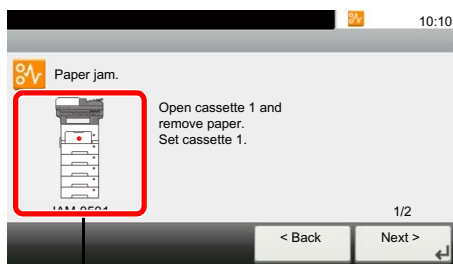 10:10
Paper jam.
Open cassette 1 and
remove paper.
Set cassette 1.
1/2
< Back
Next >